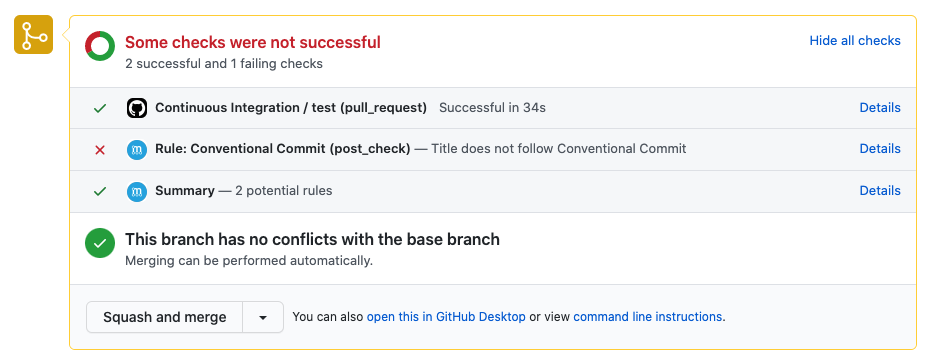 Some checks were not successful
Hide all checks
2 successful and 1 failing checks
Continuous Integration / test (pull_request) Successful in 34s Details
Rule: Conventional Commit (post_check) — Title does not follow Conventional Commit Details
Summary — 2 potential rules Details
This branch has no conflicts with the base branch
Merging can be performed automatically.
Squash and merge
You can also open this in GitHub Desktop or view command line instructions.